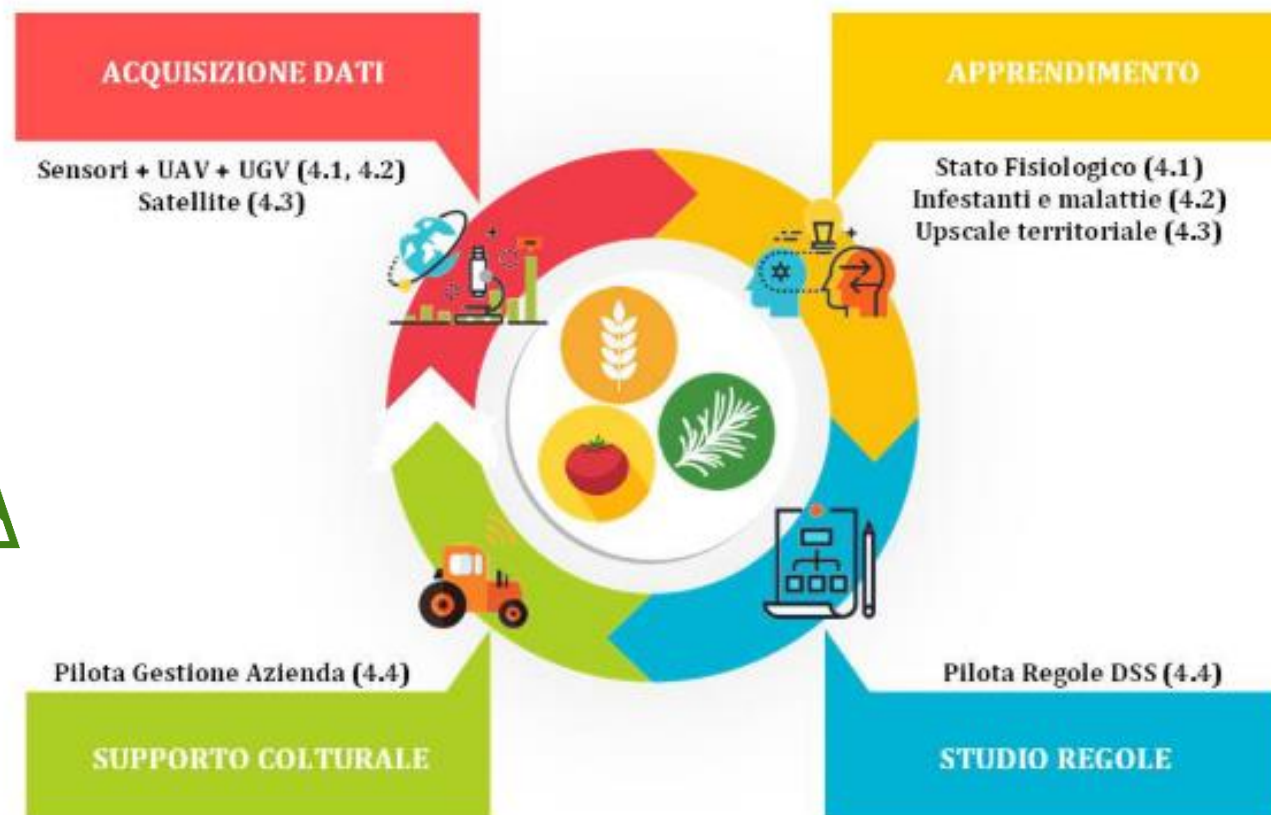 ACQUISIZIONE DATI
Sensori + UAV + UGV (4.1, 4.2)
Satellite (4.3)
APPRENDIMENTO
Stato Fisiologico (4.1)
Infestanti e malattie (4.2)
Upscale territoriale (4.3)
Pilota Gestione Azienda (4.4)
SUPPORTO COLTURALE
Pilota Regole DSS (4.4)
STUDIO REGOLE